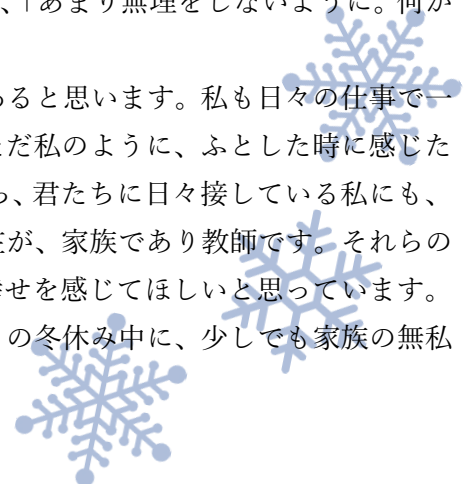 、「あまり無理をしないように。何か
ると思います。私も日々の仕事で一
だ私のように、ふとした時に感じた
、君たちに日々接している私にも、
が、家族であり教師です。それらの
せを感じてほしいと思っています。
の冬休み中に、少しでも家族の無私